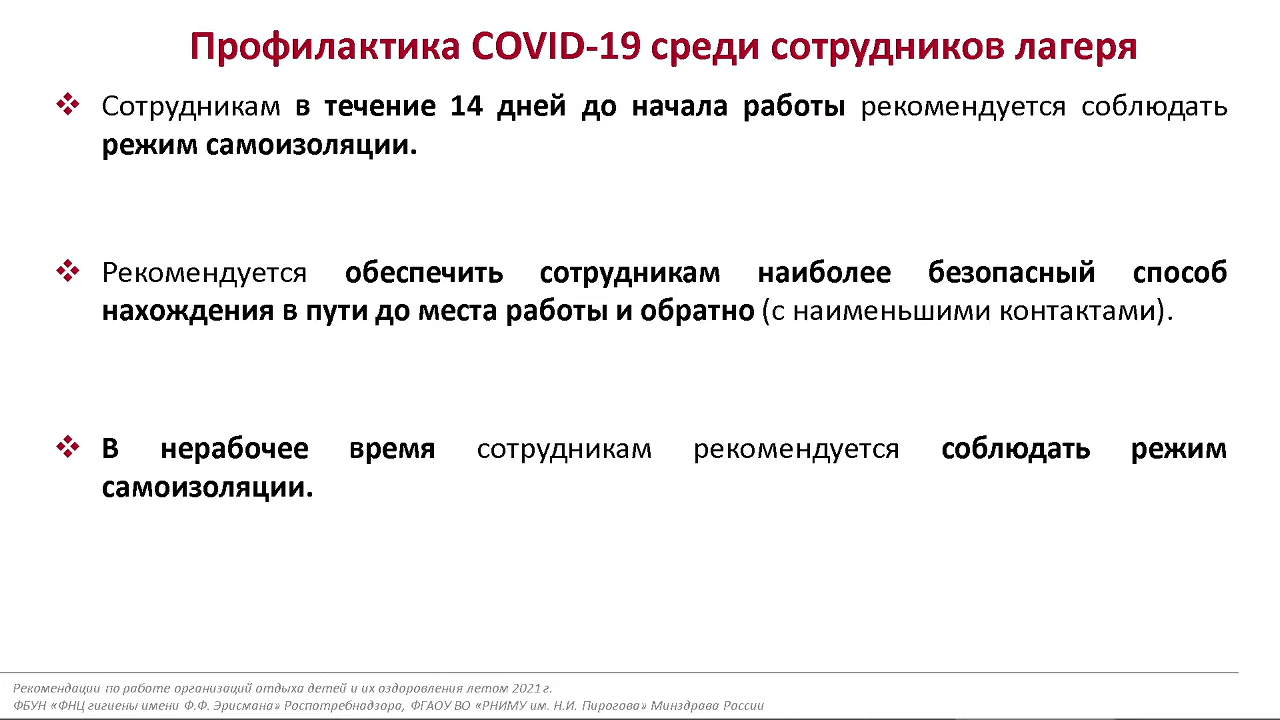 Профилактика COVID-19 среди сотрудников лагеря
❖ Сотрудникам в течение 14 дней до начала работы рекомендуется соблюдать
режим самоизоляции.
❖ Рекомендуется обеспечить сотрудникам наиболее безопасный способ
нахождения в пути до места работы и обратно (с наименьшими контактами).
❖ В нерабочее время сотрудникам рекомендуется соблюдать режим
самоизоляции.
Рекомендации по работе организаций отдыха детей и их оздоровления летом 2021 г.
ФБУН «ФНЦ гигиены имени Ф.Ф. Эрисмана» Роспотребнадзора, ФГАОУ ВО «РНИМУ им. Н.И. Пирогова» Минздрава России